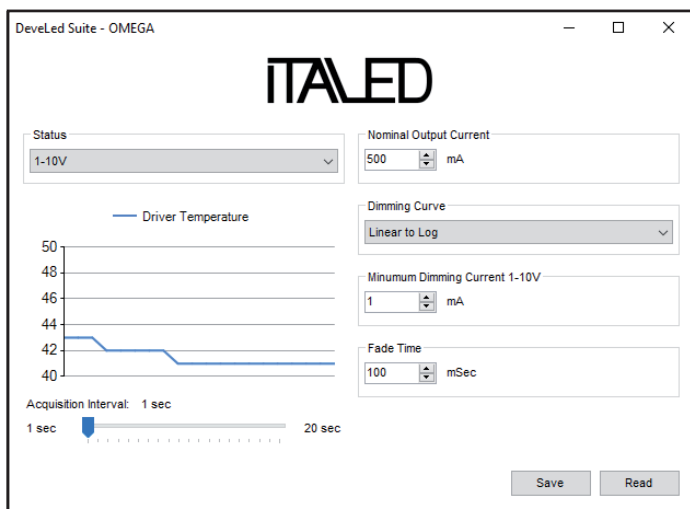 DeveLed Suite - OMEGA
iTALED
Status
1-10V
Driver Temperature
50
48
46
44
42
40
Acquisition Interval: 1 sec
1 sec
20 sec
Nominal Output Current
500 mA
Dimming Curve
Linear to Log
Minumum Dimming Current 1-10V
1 mA
Fade Time
100 mSec
Save
Read